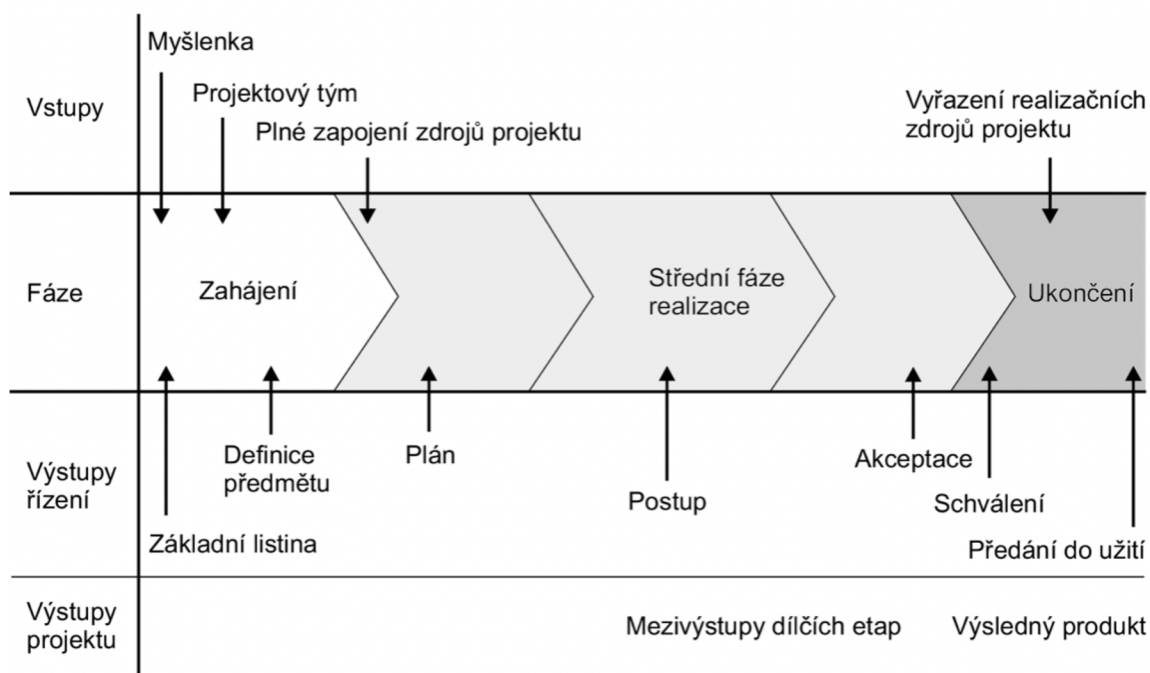 Vstupy
Myšlenka
Projektový tým
Plné zapojení zdrojů projektu
Vyřazení realizačních
zdrojů projektu
Fáze
Zahájení
Střední fáze
realizace
Ukončení
Výstupy
řízení
Základní listina
Definice
předmětu
Plán
Postup
Akceptace
Schválení
Předání do užití
Výstupy
projektu
Mezivýstupy dílčích etap
Výsledný produkt